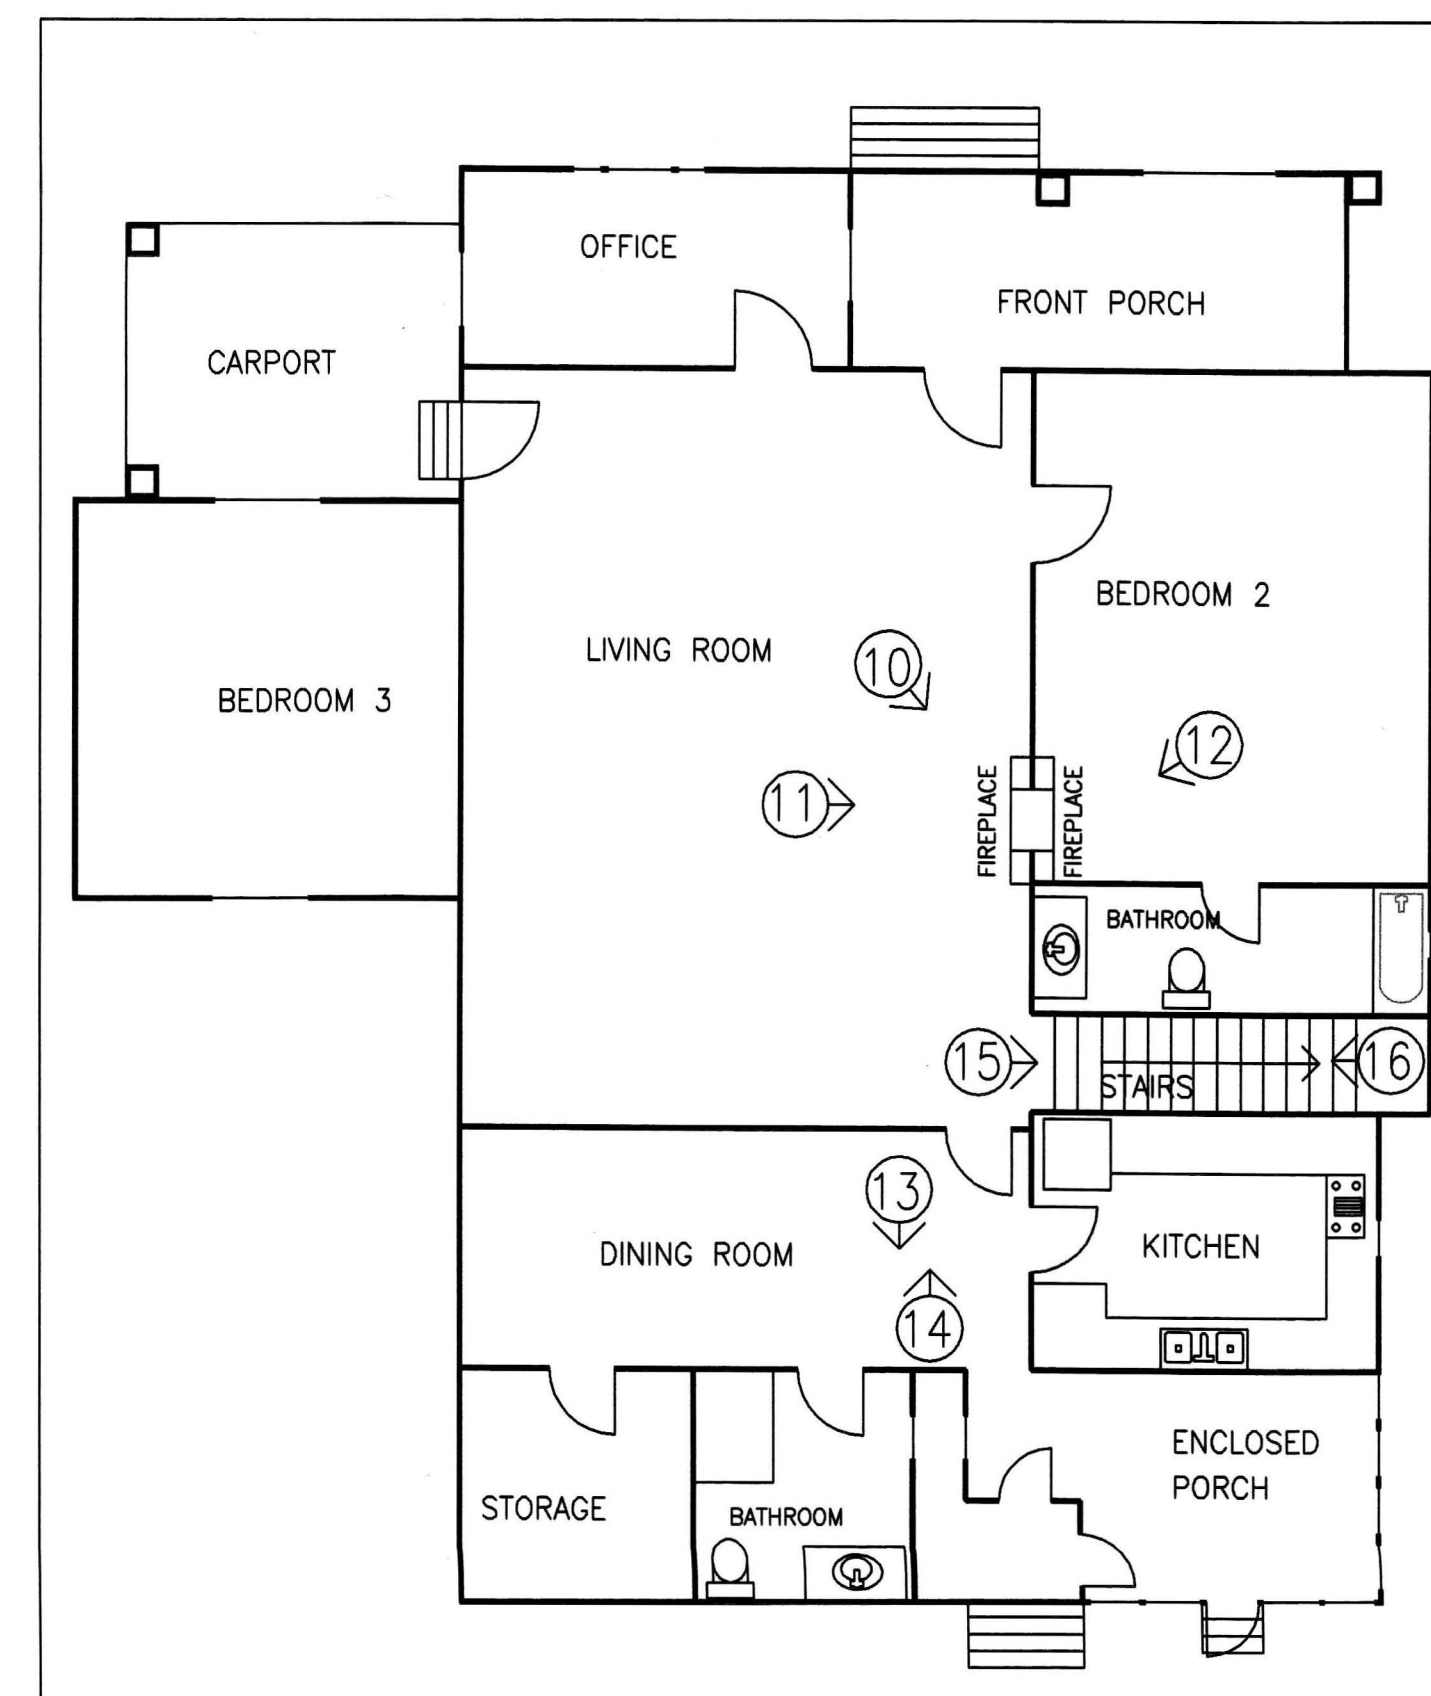 OFFICE
FRONT PORCH
CARPORT
BEDROOM 2
LIVING ROOM
10
BEDROOM 3
12
11
FIREPLACE
FIREPLACE
BATHROOM
15
16
STAIRS
13
DINING ROOM
KITCHEN
14
ENCLOSED
PORCH
STORAGE
BATHROOM